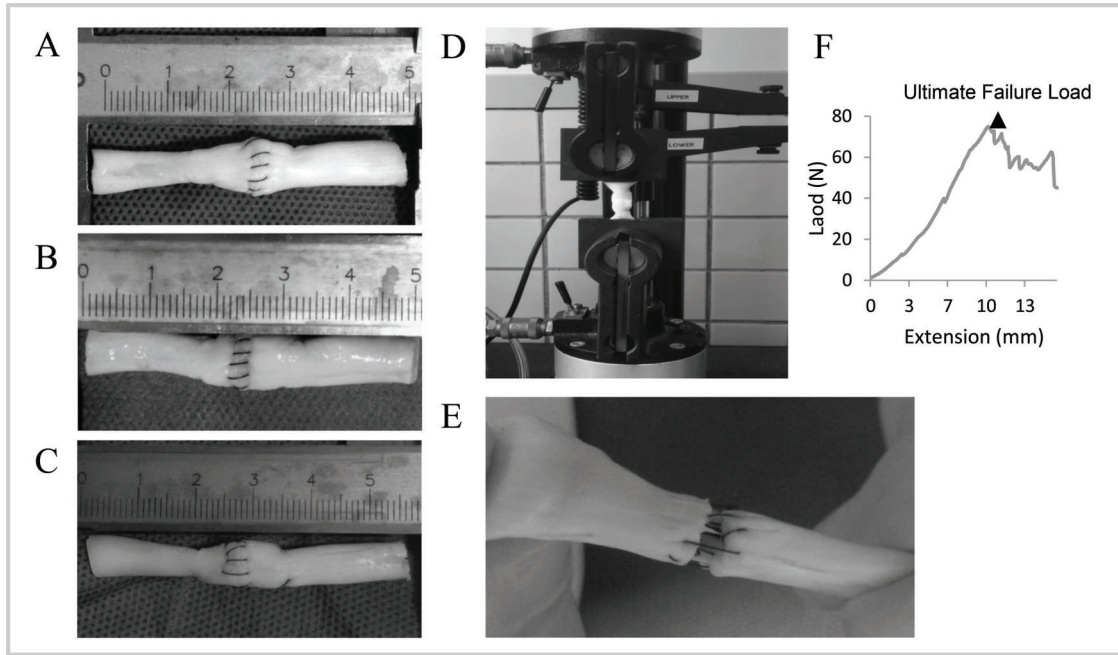 A
0 1 2 3 4 5
B
0 1 2 3 4 5
C
0 1 2 3 4 5
D
UPPER
LOWER
E
F
Ultimate Failure Load
80
60
40
20
0
Laod (N)
0 3 7 10 13
Extension (mm)